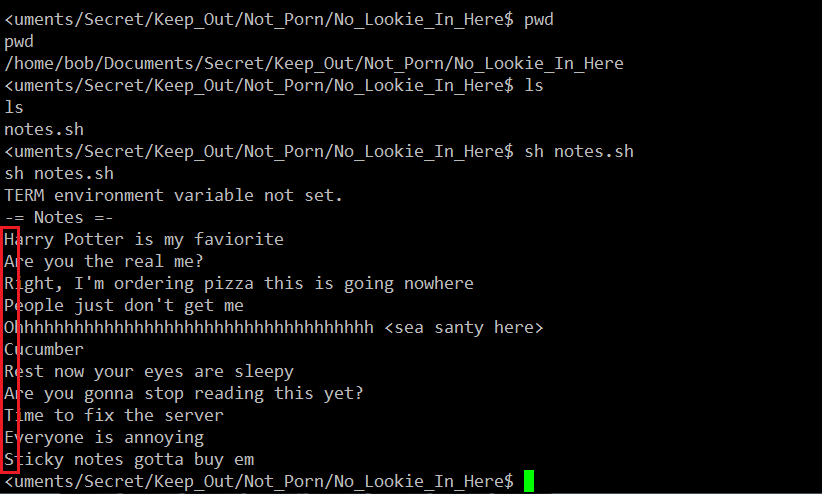 <uments/Secret/Keep_Out/Not_Porn/No_Lookie_In_Here$ pwd
pwd
/home/bob/Documents/Secret/Keep_Out/Not_Porn/No_Lookie_In_Here
<uments/Secret/Keep_Out/Not_Porn/No_Lookie_In_Here$ ls
ls
notes.sh
<uments/Secret/Keep_Out/Not_Porn/No_Lookie_In_Here$ sh notes.sh
sh notes.sh
TERM environment variable not set.
-= Notes =-
Harry Potter is my faviorite
Are you the real me?
Right, I'm ordering pizza this is going nowhere
People just don't get me
Ohhhhhhhhhhhhhhhhhhhhhhhhhhhhhhhhhhhh <sea santy here>
Cucumber
Rest now your eyes are sleepy
Are you gonna stop reading this yet?
Time to fix the server
Everyone is annoying
Sticky notes gotta buy em
<uments/Secret/Keep_Out/Not_Porn/No_Lookie_In_Here$